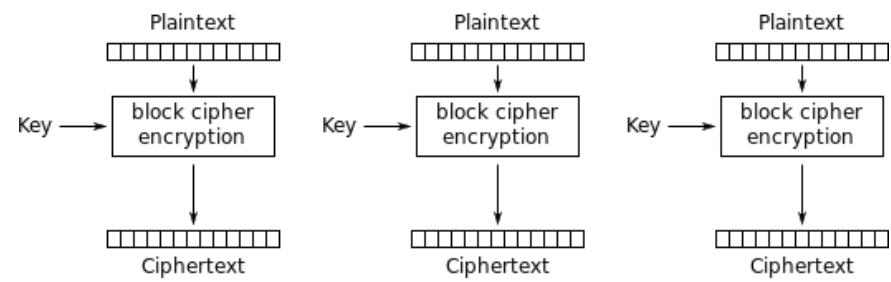 Plaintext Plaintext Plaintext
Key block cipher encryption Key block cipher encryption Key block cipher encryption
Ciphertext Ciphertext Ciphertext